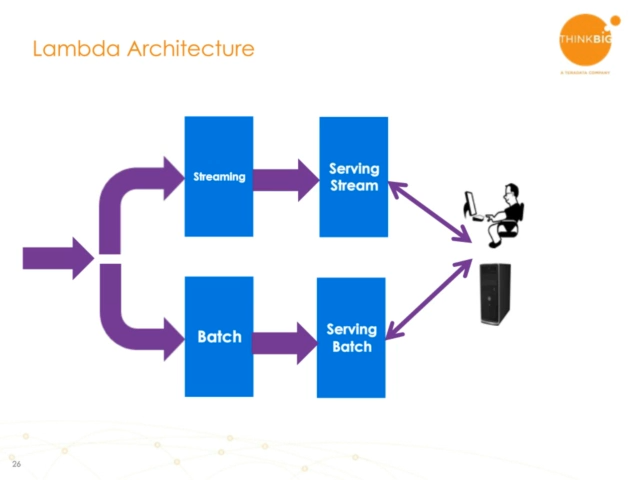 Lambda Architecture
THINKBIG
A TERADATA COMPANY
Streaming
Serving
Stream
Batch
Serving
Batch
26